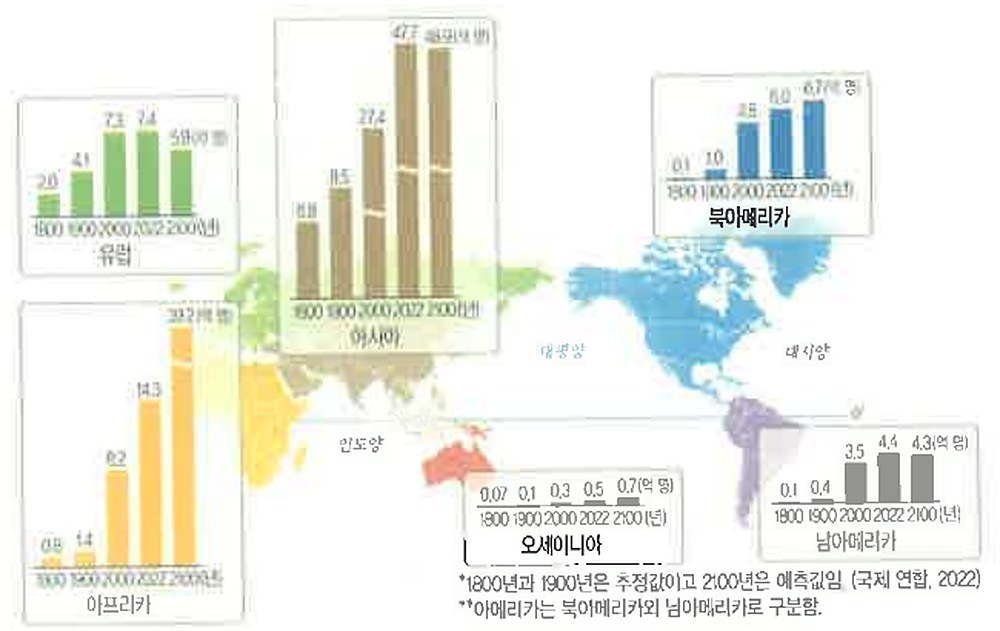 2.0 4.1 7.3 7.4 5.9(억 명)
1800 1900 2000 2022 2100(년)
유럽
8.5 27.4 47.7
1800 1900 2000 2022 2100(년)
아시아
0.1 1.0 6.0 6.7(억 명)
1800 1900 2000 2022 2100(년)
북아메리카
1.4 8.2 14.3 39.2(억 명)
1800 1900 2000 2022 2100(년)
아프리카
태평양
대서양
인도양
0°
0.07 0.1 0.3 0.5 0.7(억 명)
1800 1900 2000 2022 2100(년)
오세아니아
0.1 0.4 3.5 4.4 4.3(억 명)
1800 1900 2000 2022 2100(년)
남아메리카
*1800년과 1900년은 추정값이고 2100년은 예측값임. (국제 연합, 2022)
**아메리카는 북아메리카와 남아메리카로 구분함.